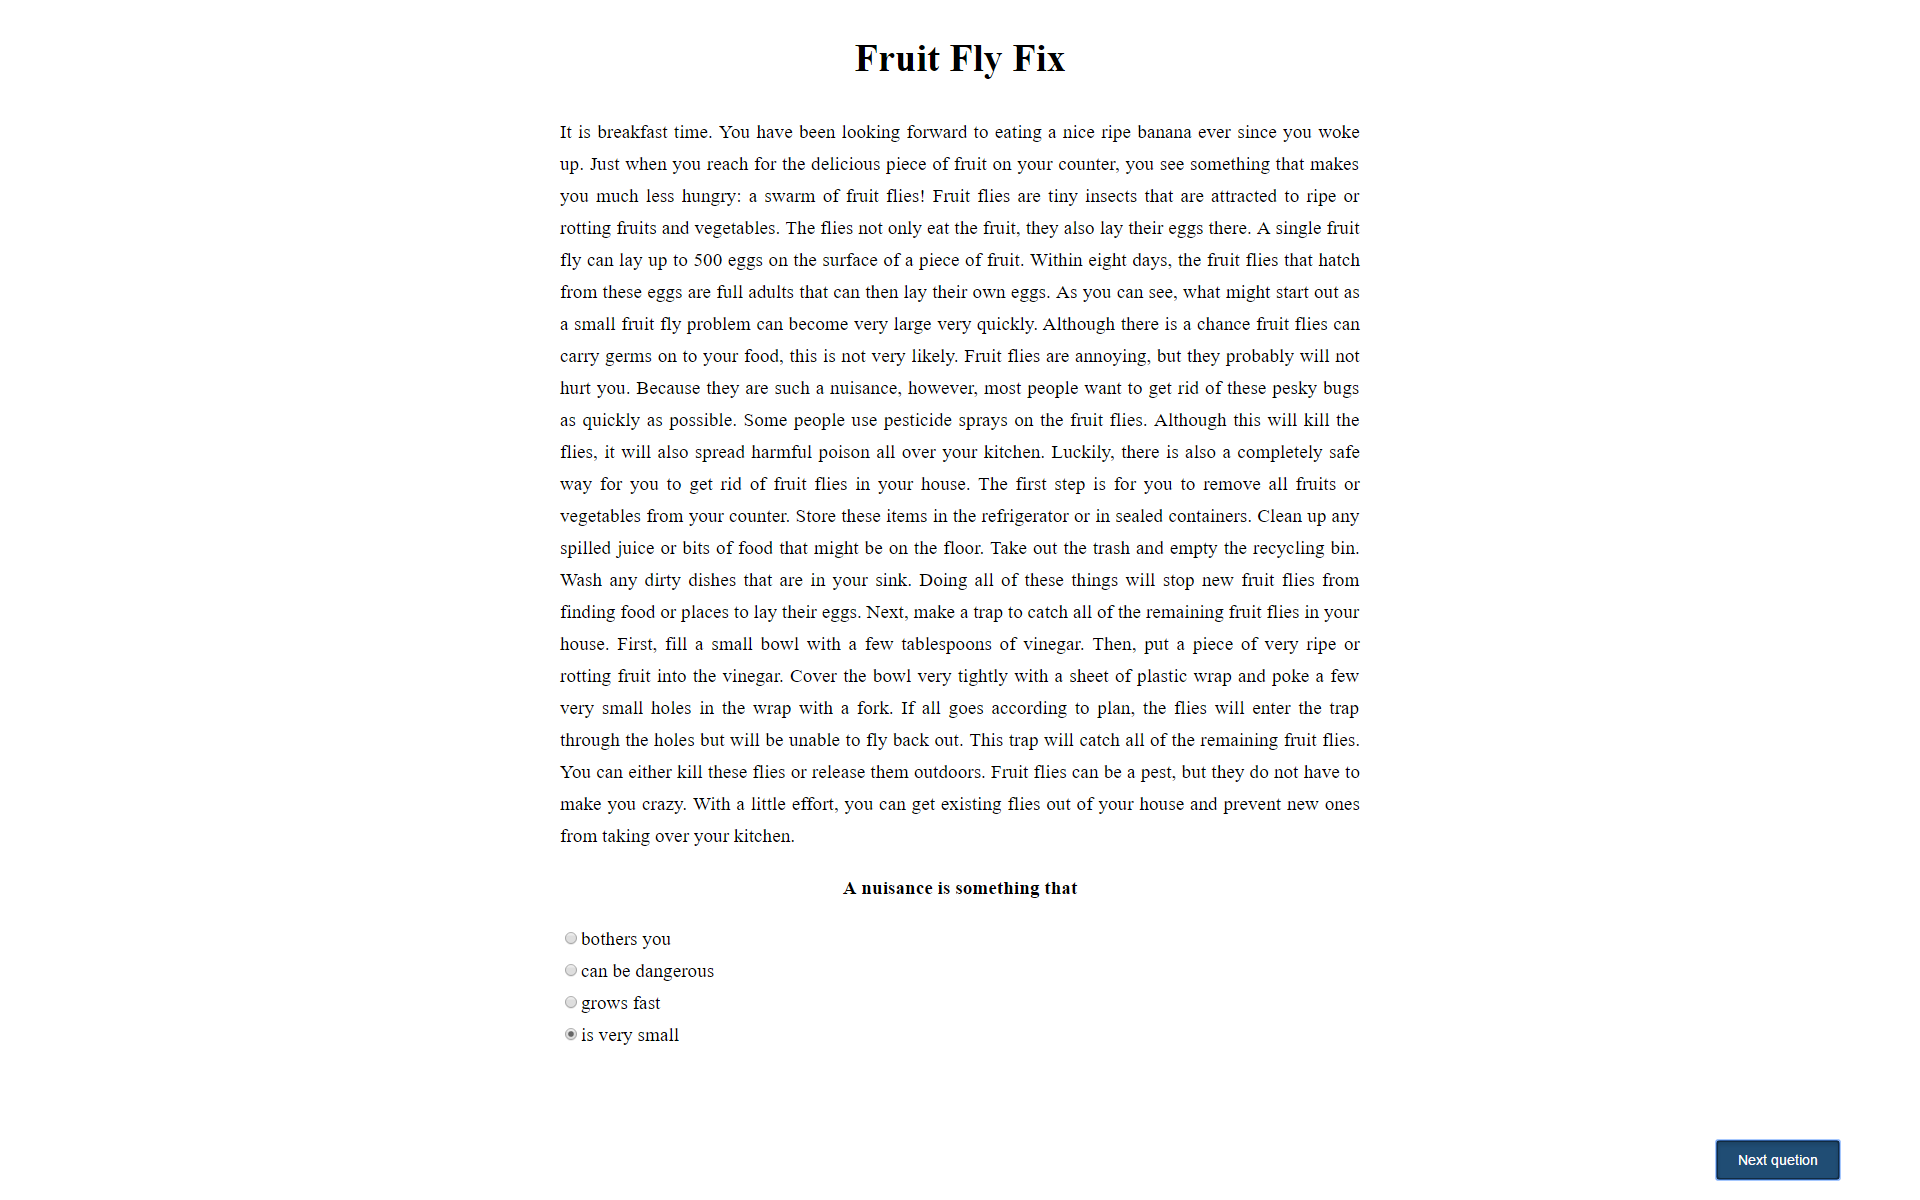 Fruit Fly Fix
It is breakfast time. You have been looking forward to eating a nice ripe banana ever since you woke
up. Just when you reach for the delicious piece of fruit on your counter, you see something that makes
you much less hungry: a swarm of fruit flies! Fruit flies are tiny insects that are attracted to ripe or
rotting fruits and vegetables. The flies not only eat the fruit, they also lay their eggs there. A single fruit
fly can lay up to 500 eggs on the surface of a piece of fruit. Within eight days, the fruit flies that hatch
from these eggs are full adults that can then lay their own eggs. As you can see, what might start out as
a small fruit fly problem can become very large very quickly. Although there is a chance fruit flies can
carry germs on to your food, this is not very likely. Fruit flies are annoying, but they probably will not
hurt you. Because they are such a nuisance, however, most people want to get rid of these pesky bugs
as quickly as possible. Some people use pesticide sprays on the fruit flies. Although this will kill the
flies, it will also spread harmful poison all over your kitchen. Luckily, there is also a completely safe
way for you to get rid of fruit flies in your house. The first step is for you to remove all fruits or
vegetables from your counter. Store these items in the refrigerator or in sealed containers. Clean up any
spilled juice or bits of food that might be on the floor. Take out the trash and empty the recycling bin.
Wash any dirty dishes that are in your sink. Doing all of these things will stop new fruit flies from
finding food or places to lay their eggs. Next, make a trap to catch all of the remaining fruit flies in your
house. First, fill a small bowl with a few tablespoons of vinegar. Then, put a piece of very ripe or
rotting fruit into the vinegar. Cover the bowl very tightly with a sheet of plastic wrap and poke a few
very small holes in the wrap with a fork. If all goes according to plan, the flies will enter the trap
through the holes but will be unable to fly back out. This trap will catch all of the remaining fruit flies.
You can either kill these flies or release them outdoors. Fruit flies can be a pest, but they do not have to
make you crazy. With a little effort, you can get existing flies out of your house and prevent new ones
from taking over your kitchen.
A nuisance is something that
bothers you
can be dangerous
grows fast
is very small
Next quetion